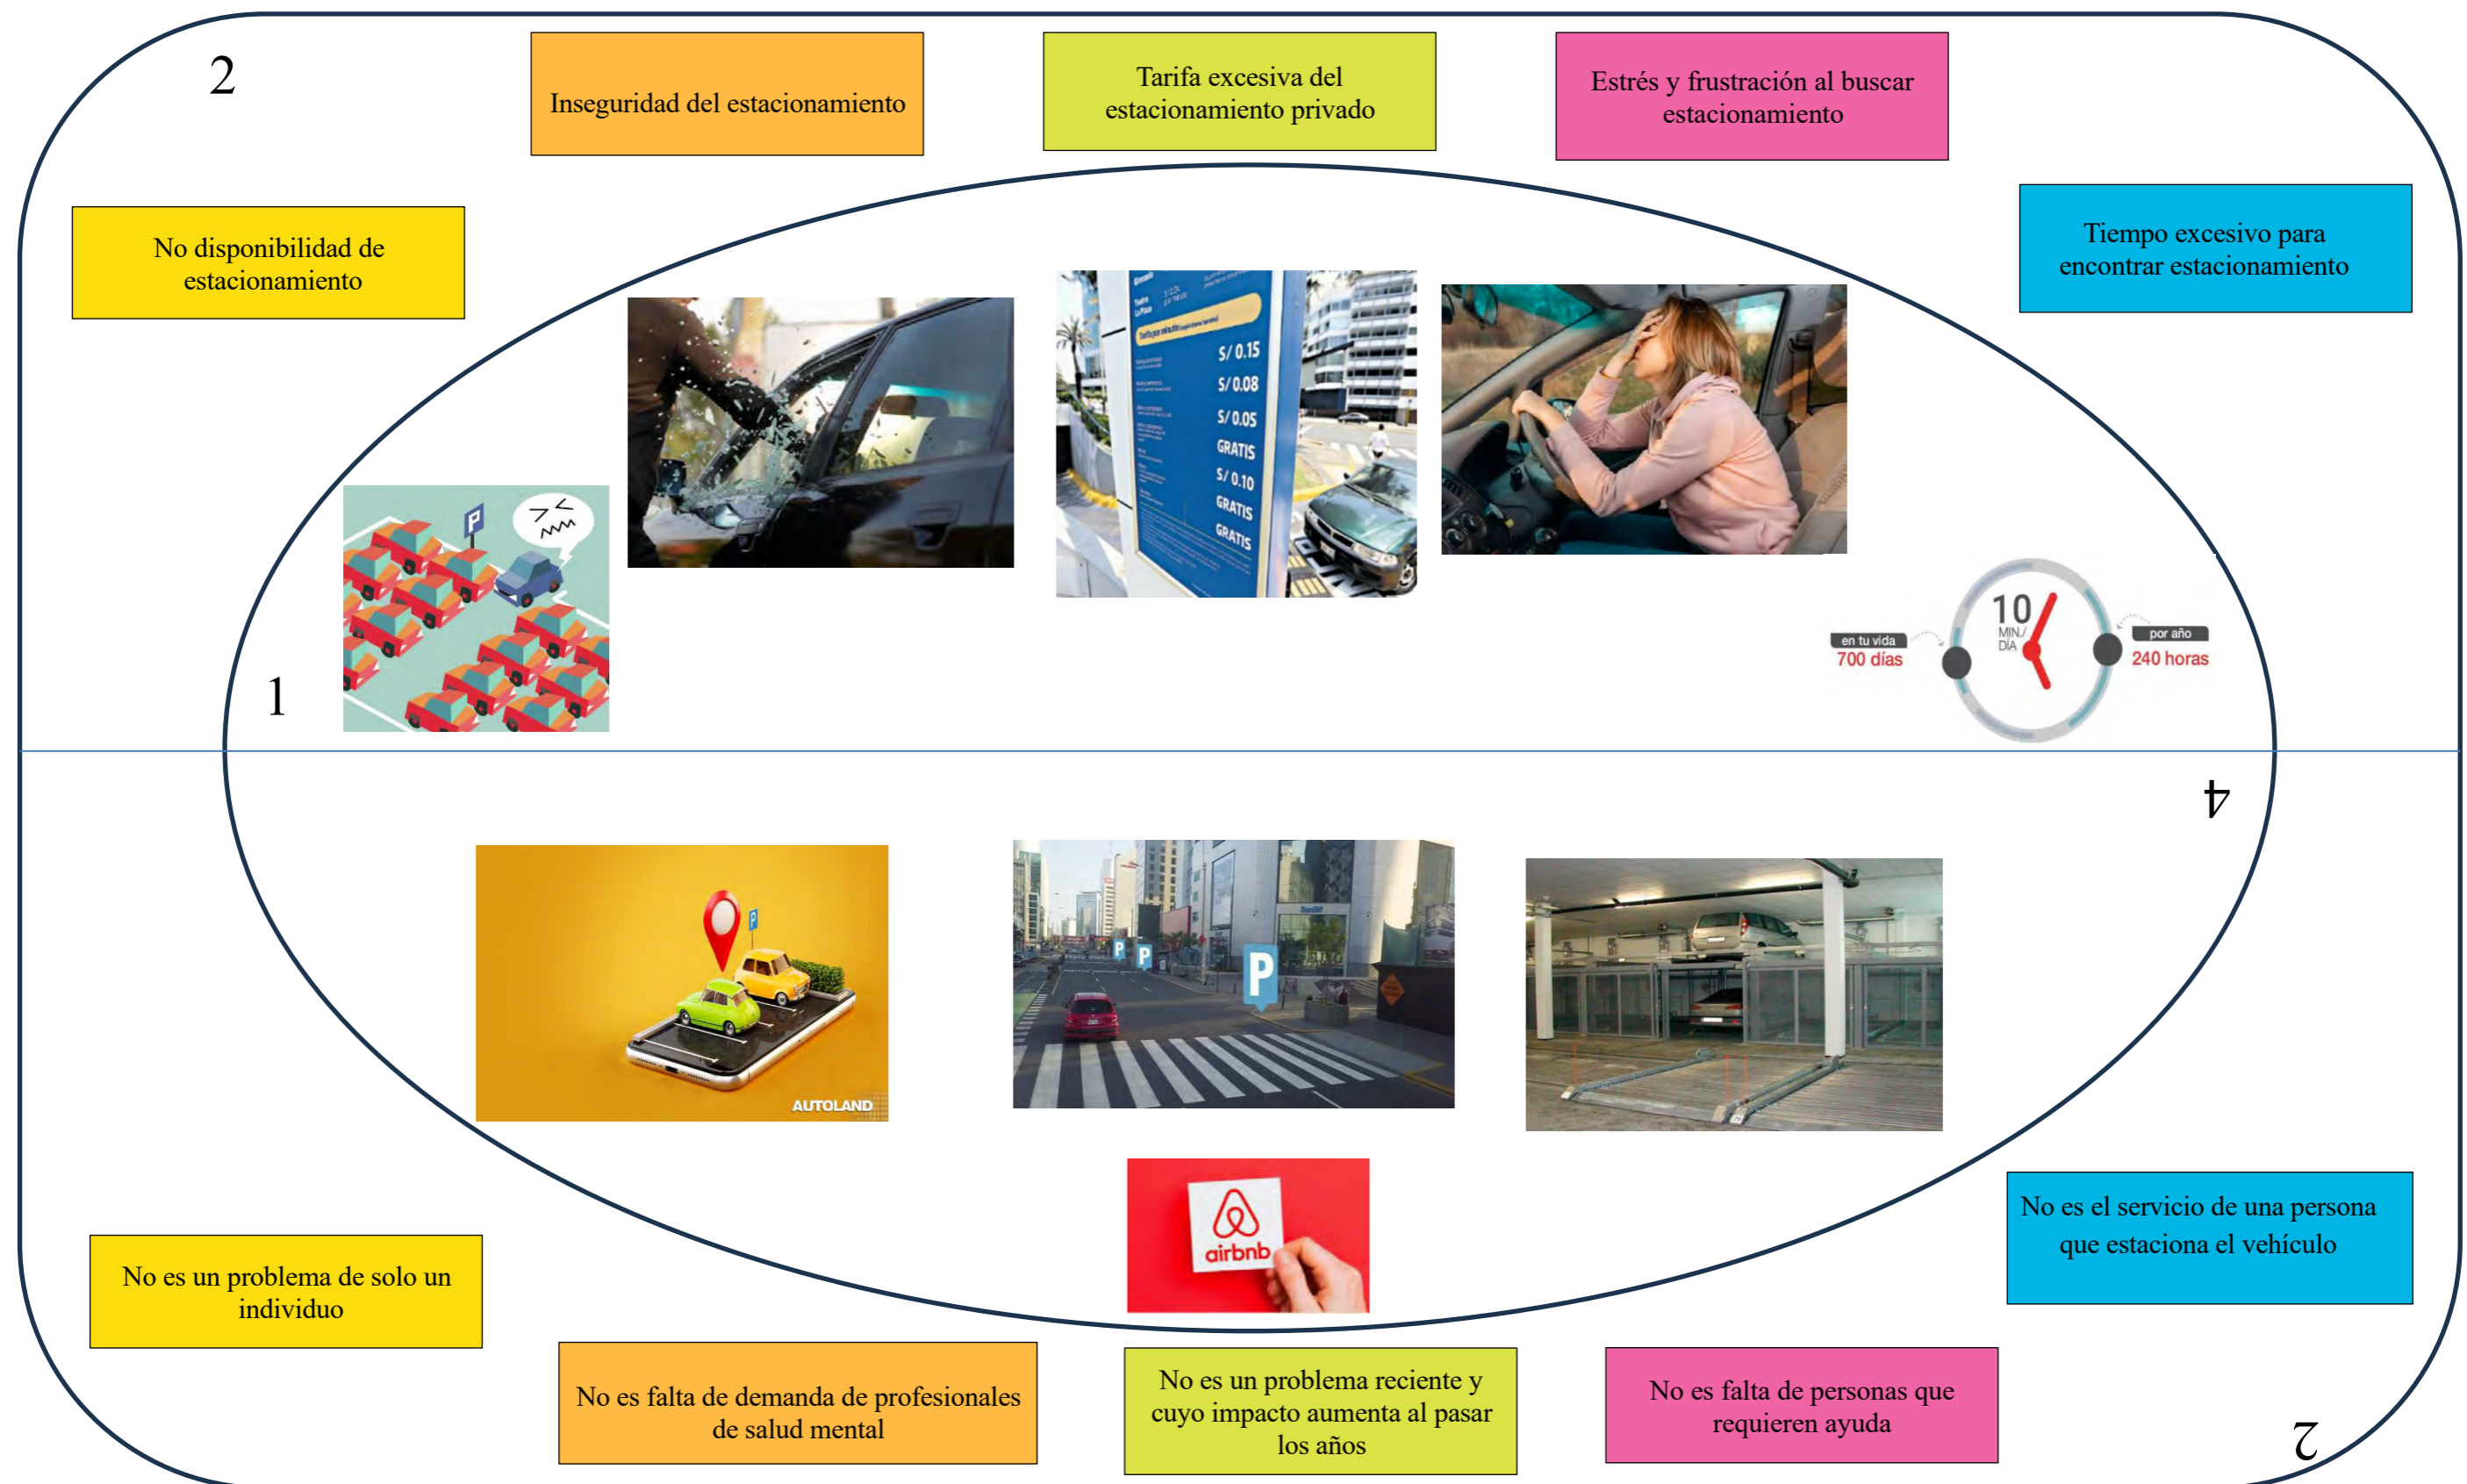 2
Inseguridad del estacionamiento
Tarifa excesiva del
estacionamiento privado
Estrés y frustración al buscar
estacionamiento
No disponibilidad de
estacionamiento
Tiempo excesivo para
encontrar estacionamiento
Tarifa por minuto
S/ 0.15
S/ 0.08
S/ 0.05
GRATIS
S/ 0.10
GRATIS
GRATIS
P
10
MIN./
DÍA
en tu vida
700 días
por año
240 horas
1
4
P
AUTOLAND
P
P
P
airbnb
No es el servicio de una persona
que estaciona el vehículo
No es un problema de solo un
individuo
No es falta de demanda de profesionales
de salud mental
No es un problema reciente y
cuyo impacto aumenta al pasar
los años
No es falta de personas que
requieren ayuda
2